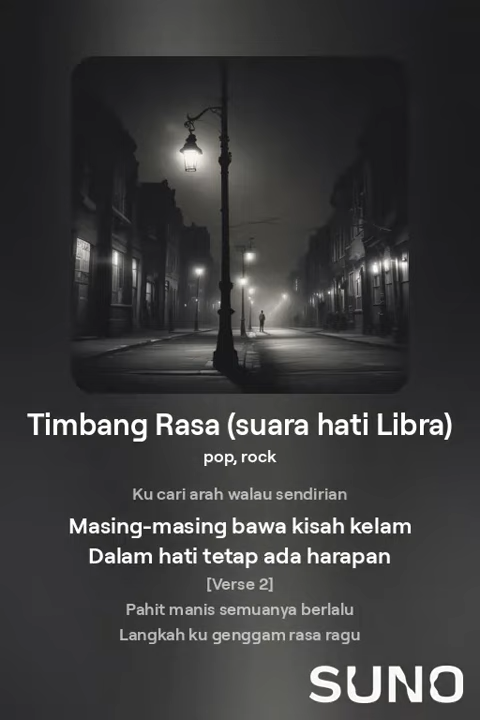 Timbang Rasa (suara hati Libra)
pop, rock
Ku cari arah walau sendirian
Masing-masing bawa kisah kelam
Dalam hati tetap ada harapan
[Verse 2]
Pahit manis semuanya berlalu
Langkah ku genggam rasa ragu
SUNO